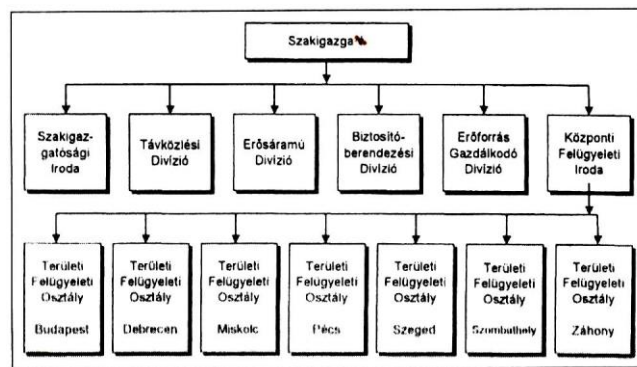 Szakigazga
Szakigaz-
gatósági
Iroda
Távközlési
Divízió
Erősáramú
Divízió
Biztosító-
berendezési
Divízió
Erőforrás
Gazdálkodó
Divízió
Központi
Felügyeleti
Iroda
Területi
Felügyeleti
Osztály
Budapest
Területi
Felügyeleti
Osztály
Debrecen
Területi
Felügyeleti
Osztály
Miskolc
Területi
Felügyeleti
Osztály
Pécs
Területi
Felügyeleti
Osztály
Szeged
Területi
Felügyeleti
Osztály
Szombathely
Területi
Felügyeleti
Osztály
Záhony